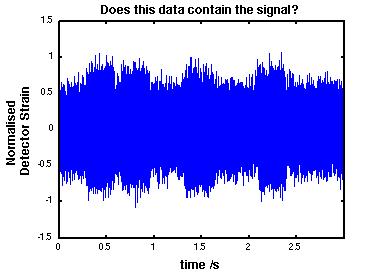 Does this data contain the signal?
1.5
1
0.5
0
-0.5
-1
-1.5
Normalised
Detector Strain
0 0.5 1 1.5 2 2.5
time /s